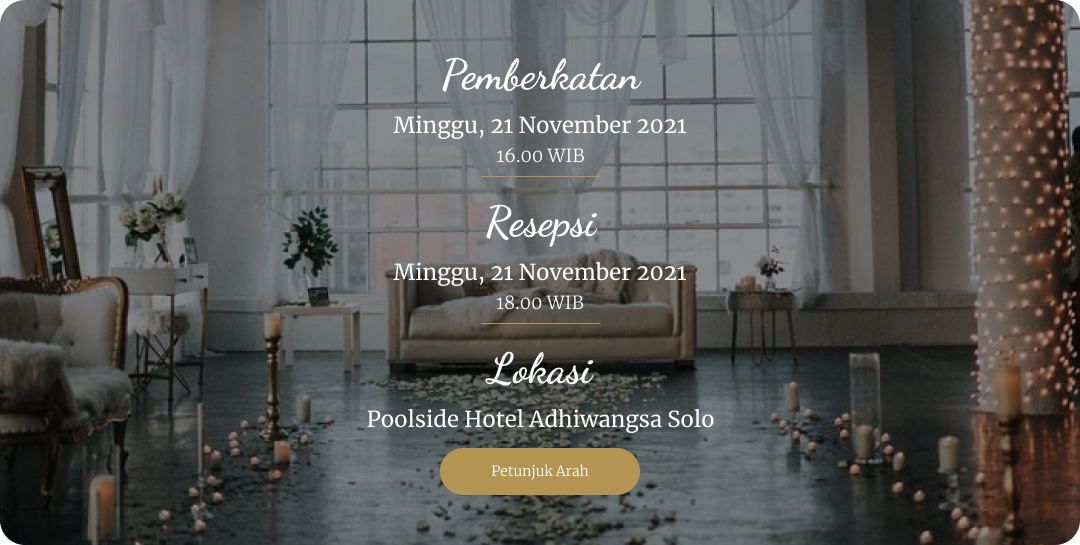 Pemberkatan
Minggu, 21 November 2021
16.00 WIB
Resepsi
Minggu, 21 November 2021
18.00 WIB
Lokasi
Poolside Hotel Adhiwangsa Solo
Petunjuk Arah